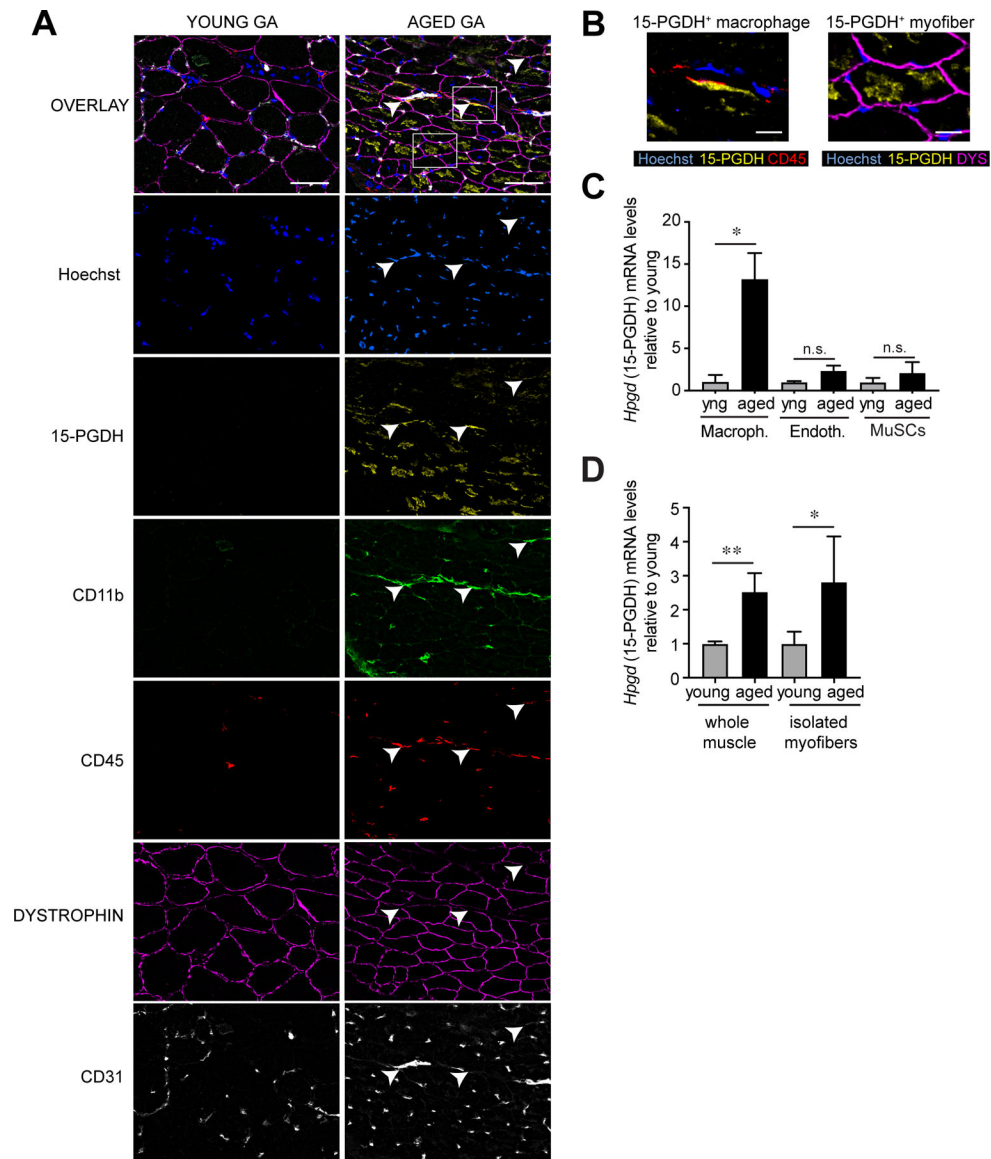 A
YOUNG GA
AGED GA
OVERLAY
Hoechst
15-PGDH
CD11b
CD45
DYSTROPHIN
CD31
B
15-PGDH⁺ macrophage
15-PGDH⁺ myofiber
Hoechst 15-PGDH CD45
Hoechst 15-PGDH DYS
C
Hpgd (15-PGDH) mRNA levels
relative to young
20
15
10
5
0
*
n.s.
n.s.
yng aged yng aged yng aged
Macroph. Endoth. MuSCs
D
Hpgd (15-PGDH) mRNA levels
relative to young
5
4
3
2
1
0
**
*
young aged young aged
whole
muscle
isolated
myofibers